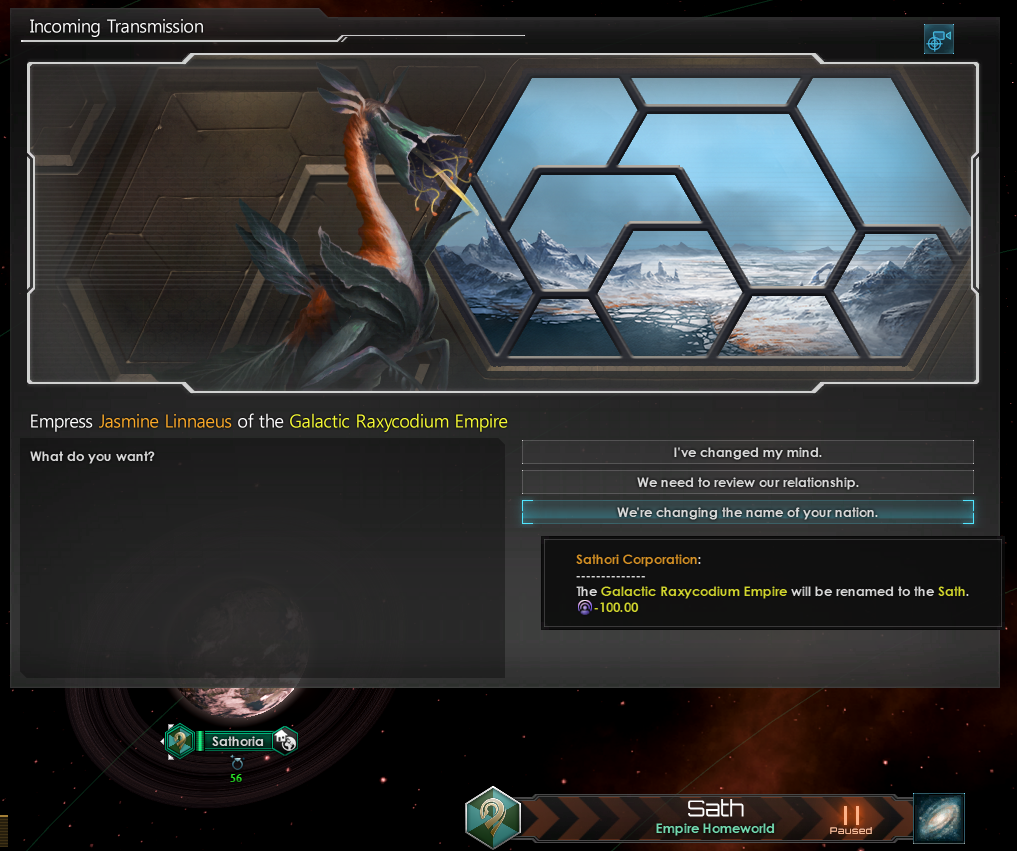 Incoming Transmission
Empress Jasmine Linnaeus of the Galactic Raxycodium Empire
What do you want?
I've changed my mind.
We need to review our relationship.
We're changing the name of your nation.
Sathori Corporation:
--------------
The Galactic Raxycodium Empire will be renamed to the Sath.
-100.00
Sathoria
56
Sath
Empire Homeworld
Paused